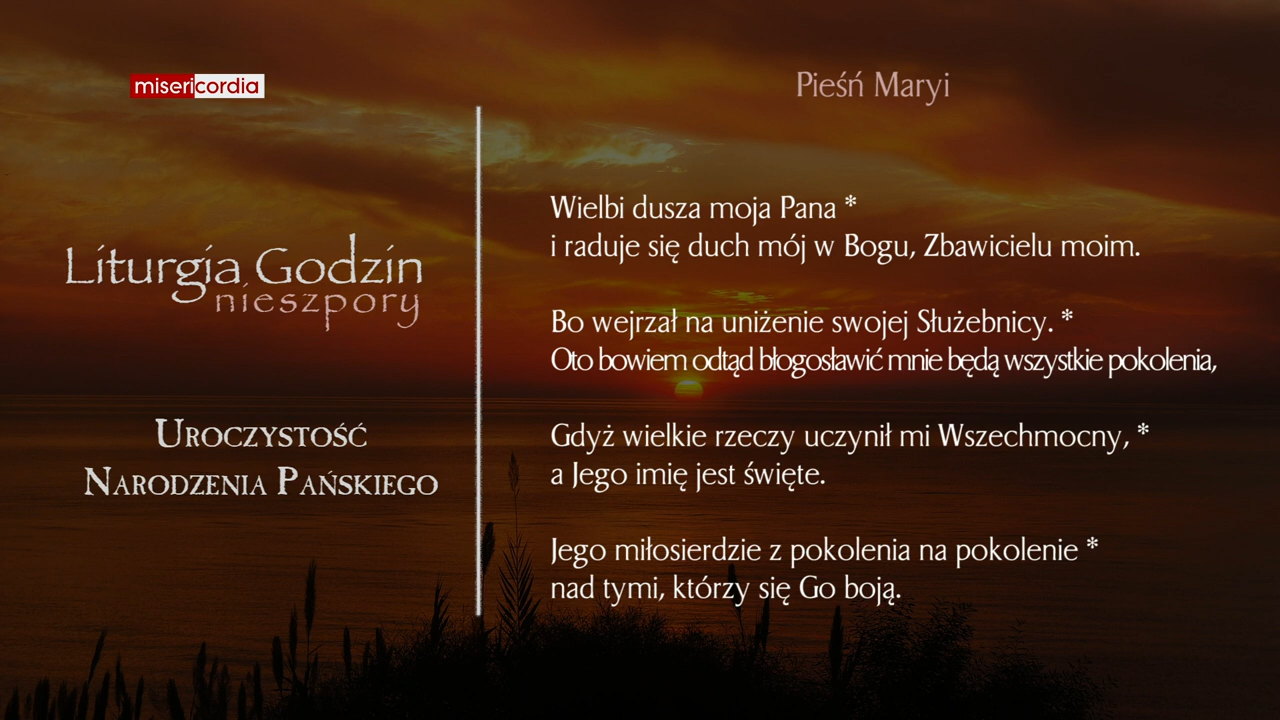 misericordia
Liturgia Godzin
nieszpory
Uroczystość
Narodzenia Pańskiego
Pieśń Maryi
Wielbi dusza moja Pana *
i raduje się duch mój w Bogu, Zbawicielu moim.
Bo wejrzał na uniżenie swojej Służebnicy. *
Oto bowiem odtąd błogosławić mnie będą wszystkie pokolenia,
Gdyż wielkie rzeczy uczynił mi Wszechmocny, *
a Jego imię jest święte.
Jego miłosierdzie z pokolenia na pokolenie *
nad tymi, którzy się Go boją.